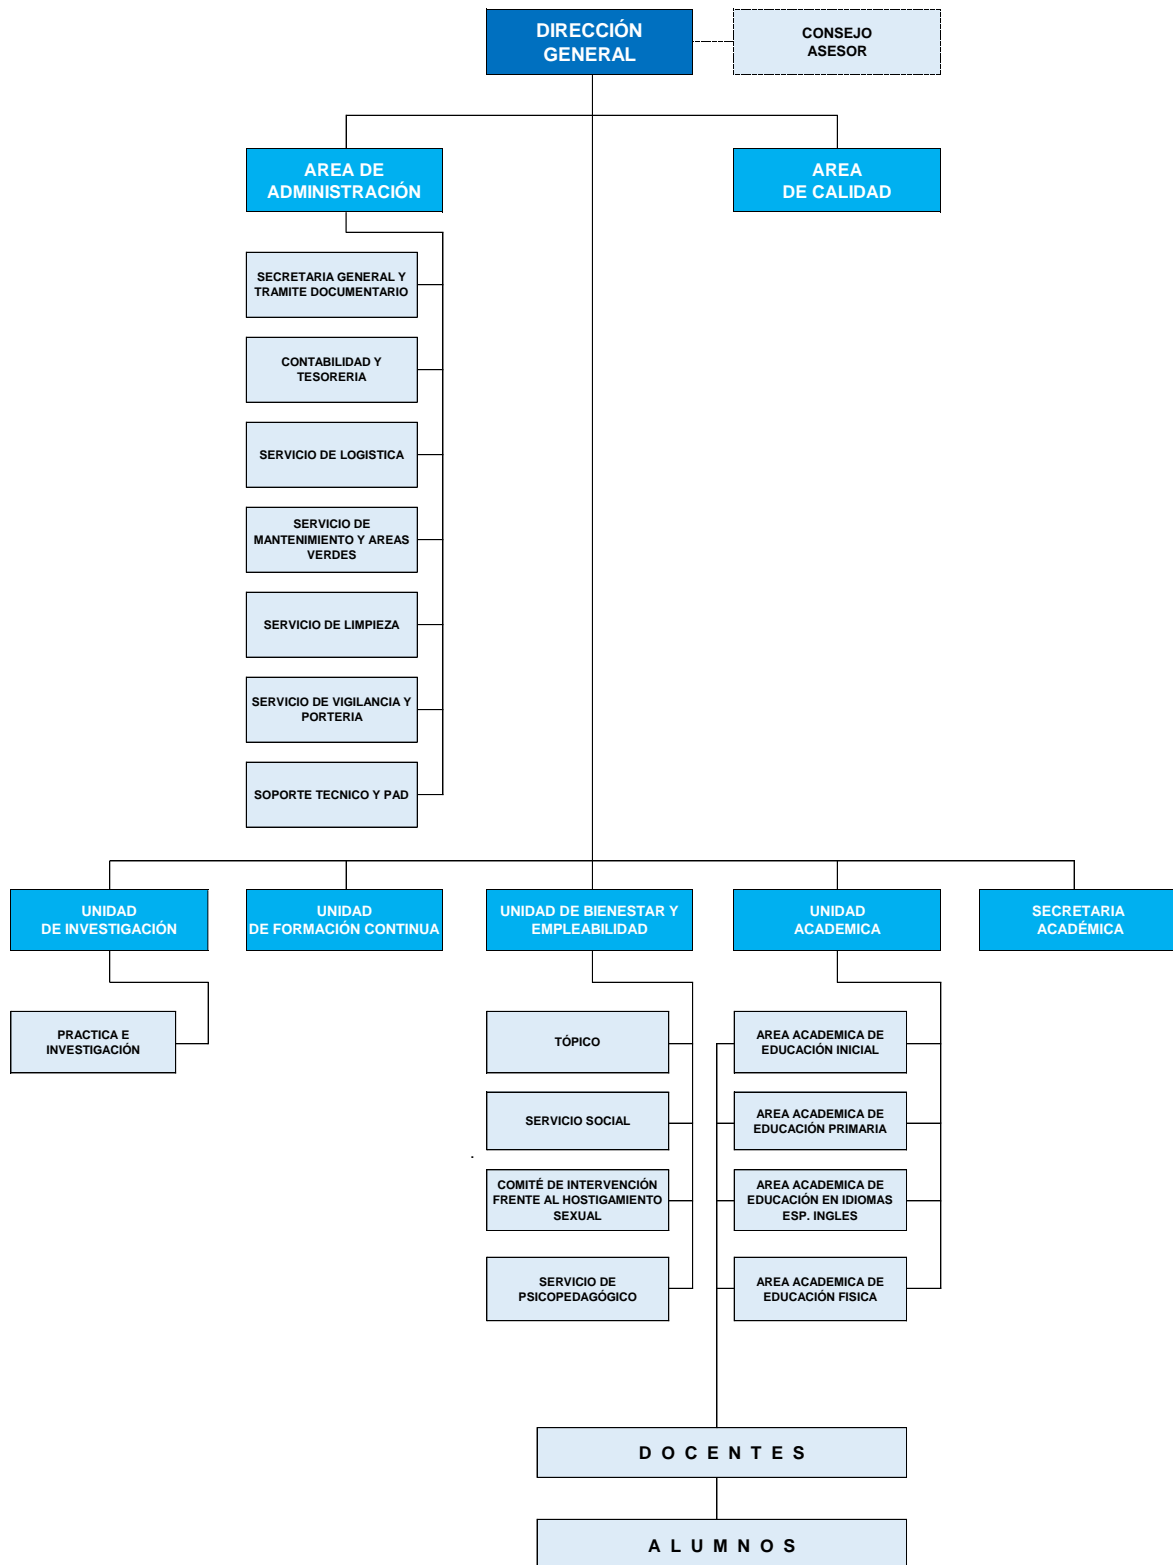 DIRECCIÓN
GENERAL
CONSEJO
ASESOR
AREA DE
ADMINISTRACIÓN
AREA
DE CALIDAD
SECRETARIA GENERAL Y
TRAMITE DOCUMENTARIO
CONTABILIDAD Y
TESORERIA
SERVICIO DE LOGISTICA
SERVICIO DE
MANTENIMIENTO Y AREAS
VERDES
SERVICIO DE LIMPIEZA
SERVICIO DE VIGILANCIA Y
PORTERIA
SOPORTE TECNICO Y PAD
UNIDAD
DE INVESTIGACIÓN
UNIDAD
DE FORMACIÓN CONTINUA
UNIDAD DE BIENESTAR Y
EMPLEABILIDAD
UNIDAD
ACADEMICA
SECRETARIA
ACADÉMICA
PRACTICA E
INVESTIGACIÓN
TÓPICO
SERVICIO SOCIAL
COMITÉ DE INTERVENCIÓN
FRENTE AL HOSTIGAMIENTO
SEXUAL
SERVICIO DE
PSICOPEDAGÓGICO
AREA ACADEMICA DE
EDUCACIÓN INICIAL
AREA ACADEMICA DE
EDUCACIÓN PRIMARIA
AREA ACADEMICA DE
EDUCACIÓN EN IDIOMAS
ESP. INGLES
AREA ACADEMICA DE
EDUCACIÓN FISICA
D O C E N T E S
A L U M N O S